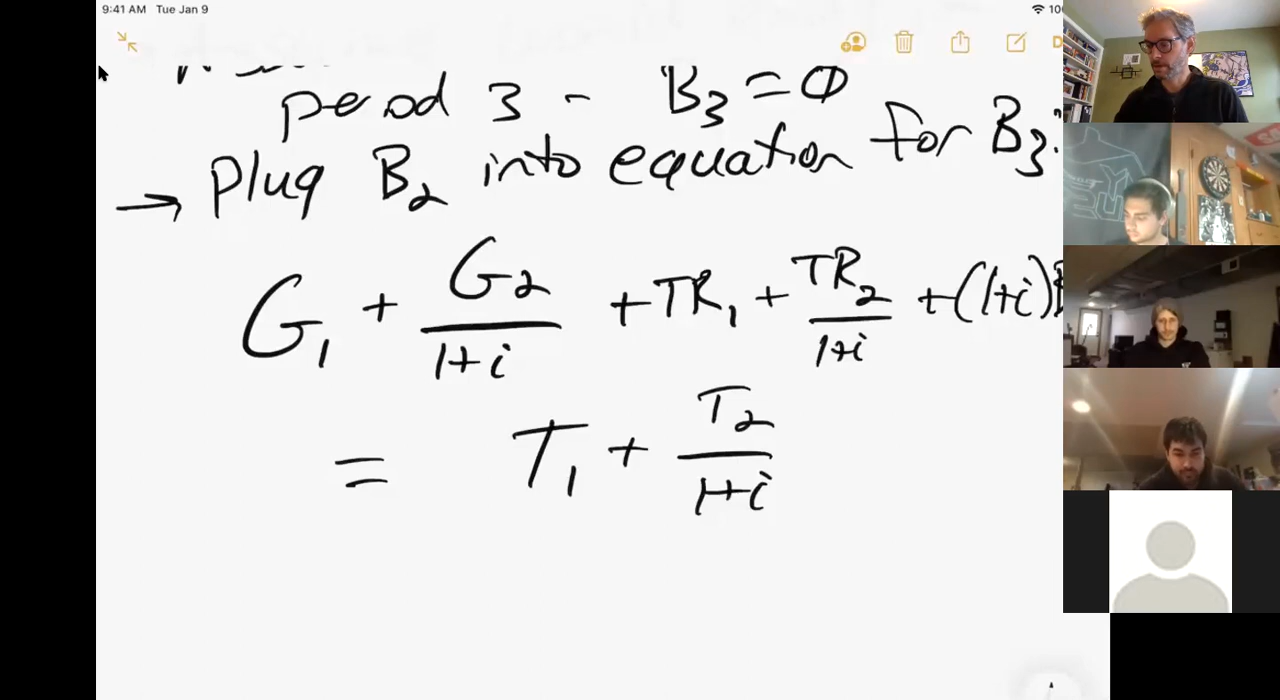 9:41 AM Tue Jan 9
period 3 - B₃ = 0
→ Plug B₂ into equation for B₃.
G₁ + G₂/(1+i) + TR₁ + TR₂/(1+i) + (1+i)
= T₁ + T₂/(1+i)